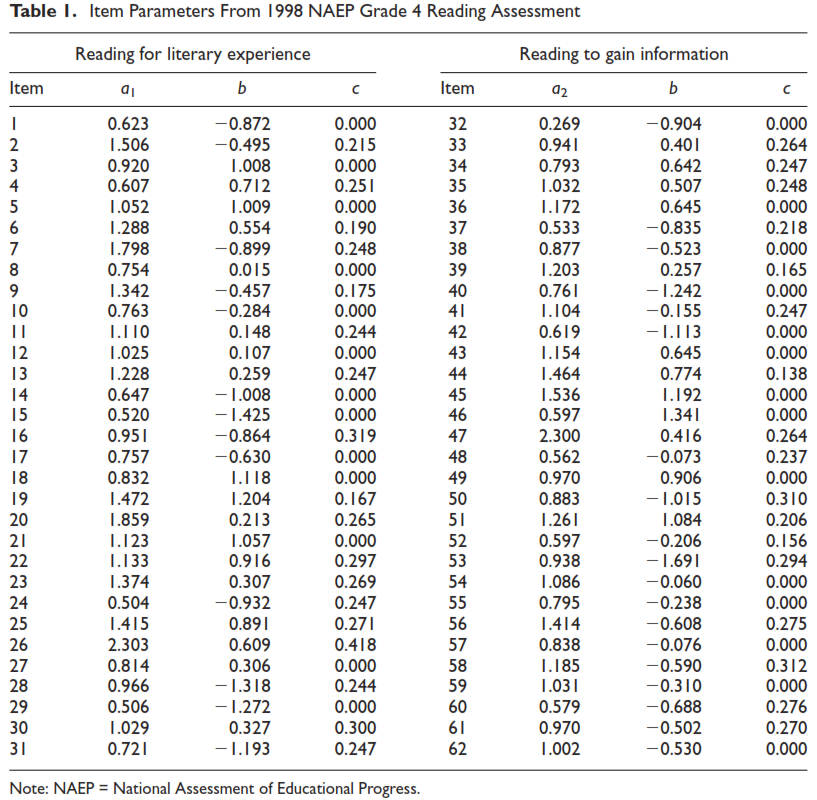 Table 1. Item Parameters From 1998 NAEP Grade 4 Reading Assessment
Reading for literary experience Reading to gain information
Item a1 b c Item a2 b c
1 0.623 −0.872 0.000 32 0.269 −0.904 0.000
2 1.506 −0.495 0.215 33 0.941 0.401 0.264
3 0.920 1.008 0.000 34 0.793 0.642 0.247
4 0.607 0.712 0.251 35 1.032 0.507 0.248
5 1.052 1.009 0.000 36 1.172 0.645 0.000
6 1.288 0.554 0.190 37 0.533 −0.835 0.218
7 1.798 −0.899 0.248 38 0.877 −0.523 0.000
8 0.754 0.015 0.000 39 1.203 0.257 0.165
9 1.342 −0.457 0.175 40 0.761 −1.242 0.000
10 0.763 −0.284 0.000 41 1.104 −0.155 0.247
11 1.110 0.148 0.244 42 0.619 −1.113 0.000
12 1.025 0.107 0.000 43 1.154 0.645 0.000
13 1.228 0.259 0.247 44 1.464 0.774 0.138
14 0.647 −1.008 0.000 45 1.536 1.192 0.000
15 0.520 −1.425 0.000 46 0.597 1.341 0.000
16 0.951 −0.864 0.319 47 2.300 0.416 0.264
17 0.757 −0.630 0.000 48 0.562 −0.073 0.237
18 0.832 1.118 0.000 49 0.970 0.906 0.000
19 1.472 1.204 0.167 50 0.883 −1.015 0.310
20 1.859 0.213 0.265 51 1.261 1.084 0.206
21 1.123 1.057 0.000 52 0.597 −0.206 0.156
22 1.133 0.916 0.297 53 0.938 −1.691 0.294
23 1.374 0.307 0.269 54 1.086 −0.060 0.000
24 0.504 −0.932 0.247 55 0.795 −0.238 0.000
25 1.415 0.891 0.271 56 1.414 −0.608 0.275
26 2.303 0.609 0.418 57 0.838 −0.076 0.000
27 0.814 0.306 0.000 58 1.185 −0.590 0.312
28 0.966 −1.318 0.244 59 1.031 −0.310 0.000
29 0.506 −1.272 0.000 60 0.579 −0.688 0.276
30 1.029 0.327 0.300 61 0.970 −0.502 0.270
31 0.721 −1.193 0.247 62 1.002 −0.530 0.000
Note: NAEP = National Assessment of Educational Progress.